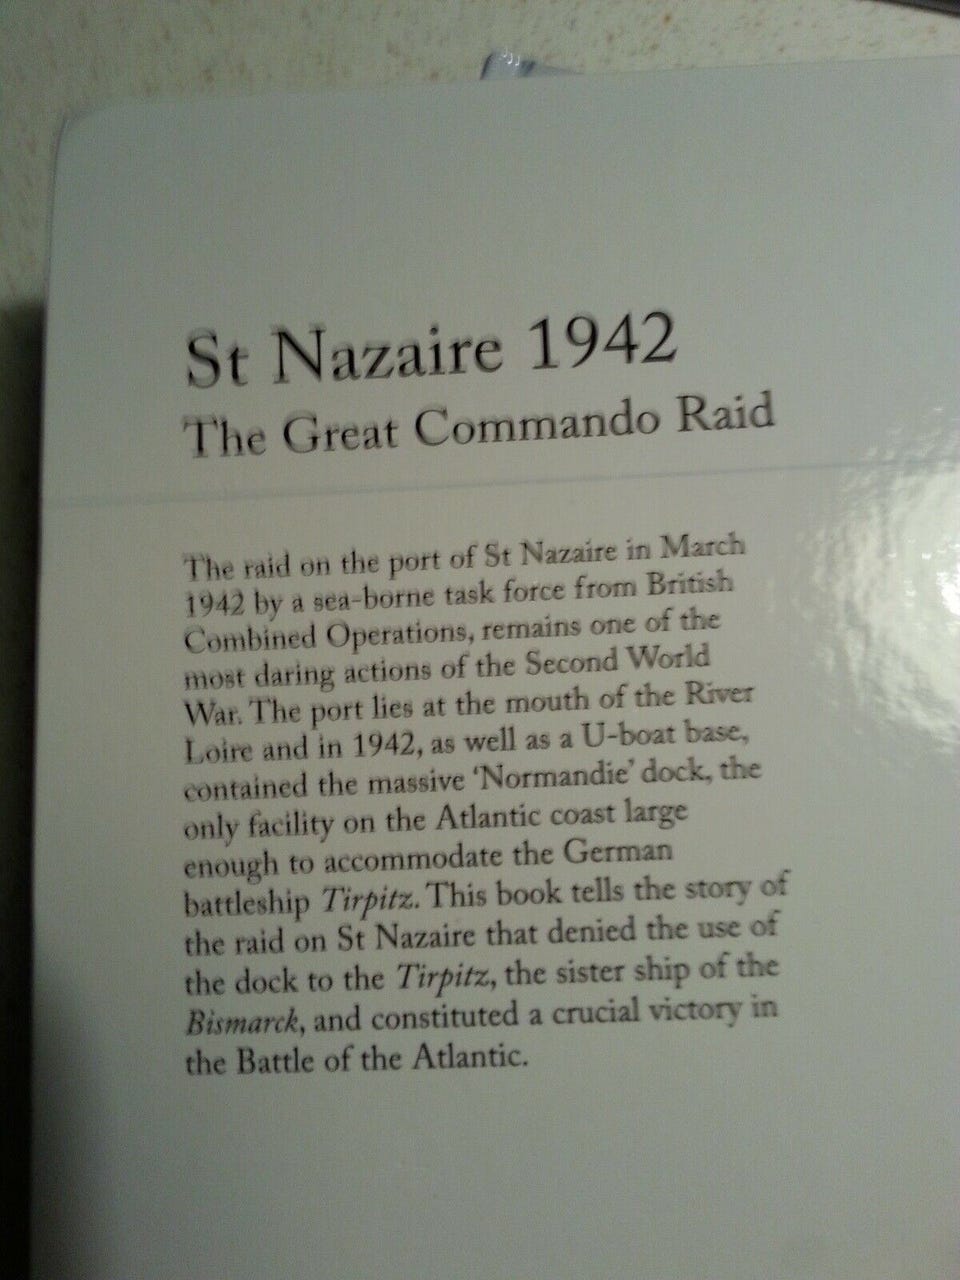 St Nazaire 1942
The Great Commando Raid
The raid on the port of St Nazaire in March
1942 by a sea-borne task force from British
Combined Operations, remains one of the
most daring actions of the Second World
War. The port lies at the mouth of the River
Loire and in 1942, as well as a U-boat base,
contained the massive ‘Normandie’ dock, the
only facility on the Atlantic coast large
enough to accommodate the German
battleship Tirpitz. This book tells the story of
the raid on St Nazaire that denied the use of
the dock to the Tirpitz, the sister ship of the
Bismarck, and constituted a crucial victory in
the Battle of the Atlantic.